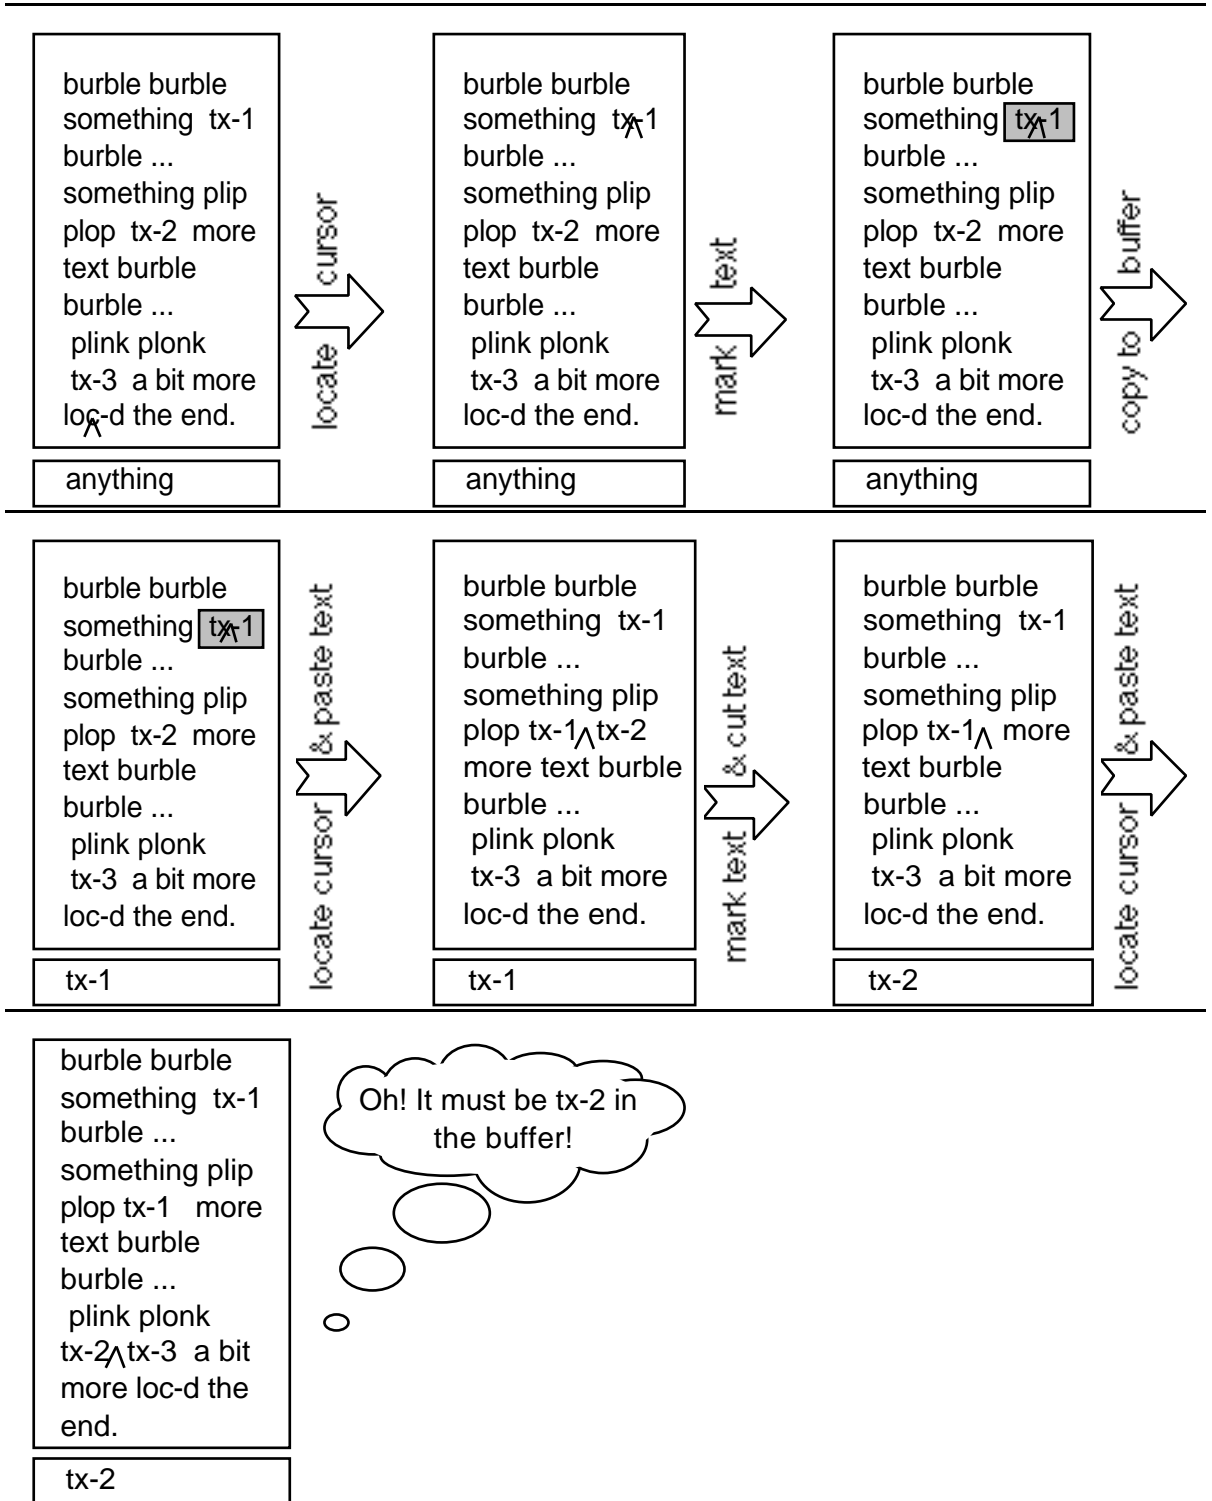 burble burble
something tx-1
burble ...
something plip
plop tx-2 more
text burble
burble ...
plink plonk
tx-3 a bit more
loc-d the end.
anything
locate cursor
burble burble
something tx-1
burble ...
something plip
plop tx-2 more
text burble
burble ...
plink plonk
tx-3 a bit more
loc-d the end.
anything
mark text
burble burble
something tx-1
burble ...
something plip
plop tx-2 more
text burble
burble ...
plink plonk
tx-3 a bit more
loc-d the end.
anything
copy to buffer
burble burble
something tx-1
burble ...
something plip
plop tx-2 more
text burble
burble ...
plink plonk
tx-3 a bit more
loc-d the end.
tx-1
locate cursor & paste text
burble burble
something tx-1
burble ...
something plip
plop tx-1 tx-2
more text burble
burble ...
plink plonk
tx-3 a bit more
loc-d the end.
tx-1
mark text & cut text
burble burble
something tx-1
burble ...
something plip
plop tx-1 more
text burble
burble ...
plink plonk
tx-3 a bit more
loc-d the end.
tx-2
locate cursor & paste text
burble burble
something tx-1
burble ...
something plip
plop tx-1 more
text burble
burble ...
plink plonk
tx-2 tx-3 a bit
more loc-d the
end.
tx-2
Oh! It must be tx-2 in
the buffer!